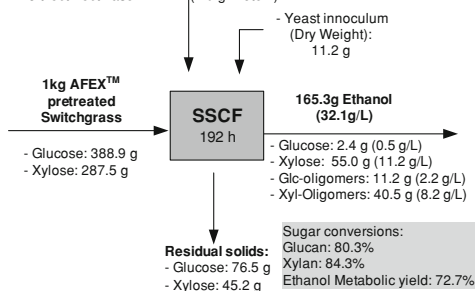 - Yeast innoculum
(Dry Weight):
11.2 g
1kg AFEX™
pretreated
Switchgrass
SSCF
192 h
165.3g Ethanol
(32.1g/L)
- Glucose: 388.9 g
- Xylose: 287.5 g
- Glucose: 2.4 g (0.5 g/L)
- Xylose: 55.0 g (11.2 g/L)
- Glc-oligomers: 11.2 g (2.2 g/L)
- Xyl-Oligomers: 40.5 g (8.2 g/L)
Residual solids:
- Glucose: 76.5 g
- Xylose: 45.2 g
Sugar conversions:
Glucan: 80.3%
Xylan: 84.3%
Ethanol Metabolic yield: 72.7%